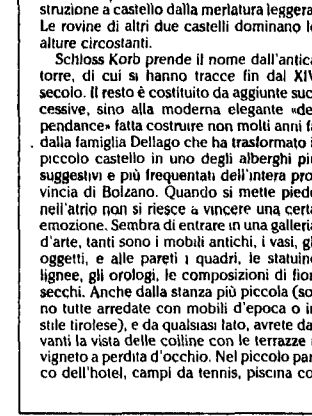 struzione a castello dalla merlatura leggera.
Le rovine di altri due castelli dominano le
alture circostanti.
Schloss Korb prende il nome dall'antica
torre, di cui si hanno tracce fin dal XIV
secolo. Il resto è costituito da aggiunte suc
cessive, sino alla moderna elegante «de
pendance» fatta costruire non molti anni fa
dalla famiglia Dellago che ha trasformato i
piccolo castello in uno degli alberghi più
suggestivi e più frequentati dell'intera pro
vincia di Bolzano. Quando si mette piede
nell'atrio non si riesce a vincere una certa
emozione. Sembra di entrare in una galleria
d'arte, tanti sono i mobili antichi, i vasi, gl
oggetti, e alle pareti i quadri, le statuine
lignee, gli orologi, le composizioni di fior
secchi. Anche dalla stanza più piccola (so
no tutte arredate con mobili d'epoca o in
stile tirolese), e da qualsiasi lato, avrete da
vanti la vista delle colline con le terrazze a
vigneto a perdita d'occhio. Nel piccolo par
co dell'hotel, campi da tennis, piscina co